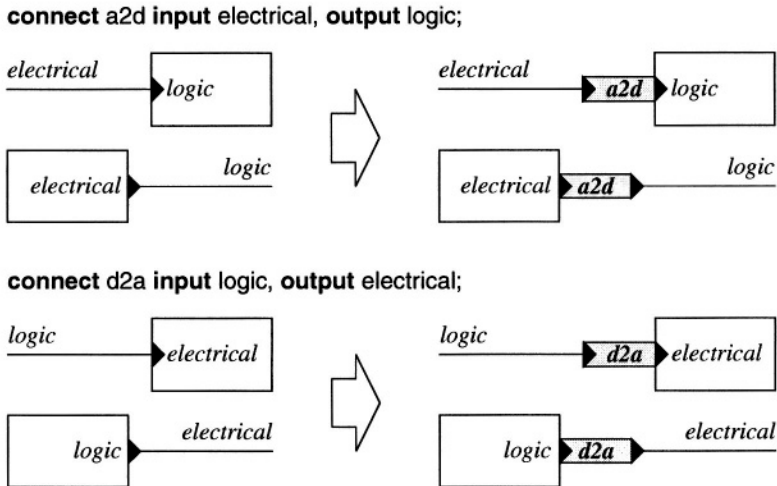 connect a2d input electrical, output logic;
electrical
logic
electrical
a2d
logic
electrical
logic
electrical
a2d
logic
connect d2a input logic, output electrical;
logic
electrical
logic
d2a
electrical
logic
electrical
logic
d2a
electrical